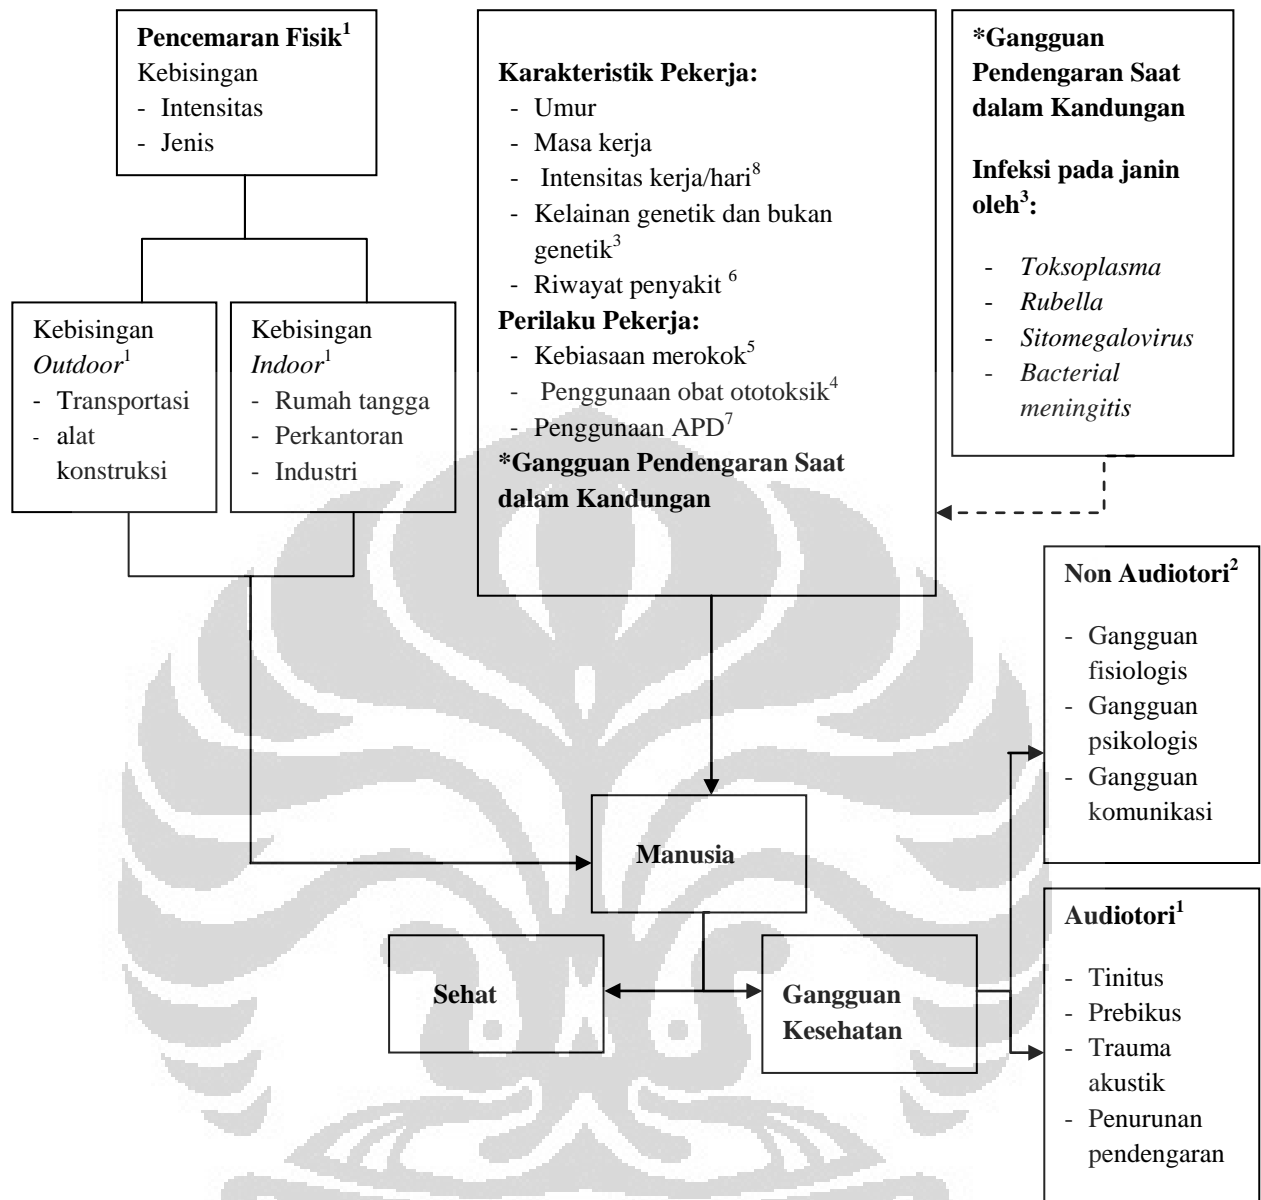 Pencemaran Fisik¹
Kebisingan
- Intensitas
- Jenis
Karakteristik Pekerja:
- Umur
- Masa kerja
- Intensitas kerja/hari⁸
- Kelainan genetik dan bukan
genetik³
- Riwayat penyakit ⁶
Perilaku Pekerja:
- Kebiasaan merokok⁵
- Penggunaan obat ototoksik⁴
- Penggunaan APD⁷
*Gangguan Pendengaran Saat
dalam Kandungan
*Gangguan
Pendengaran Saat
dalam Kandungan
Infeksi pada janin
oleh³:
- Toksoplasma
- Rubella
- Sitomegalovirus
- Bacterial
meningitis
Kebisingan
Outdoor¹
- Transportasi
- alat
konstruksi
Kebisingan
Indoor¹
- Rumah tangga
- Perkantoran
- Industri
Non Audiotori²
- Gangguan
fisiologis
- Gangguan
psikologis
- Gangguan
komunikasi
Manusia
Sehat
Gangguan
Kesehatan
Audiotori¹
- Tinitus
- Prebikus
- Trauma
akustik
- Penurunan
pendengaran